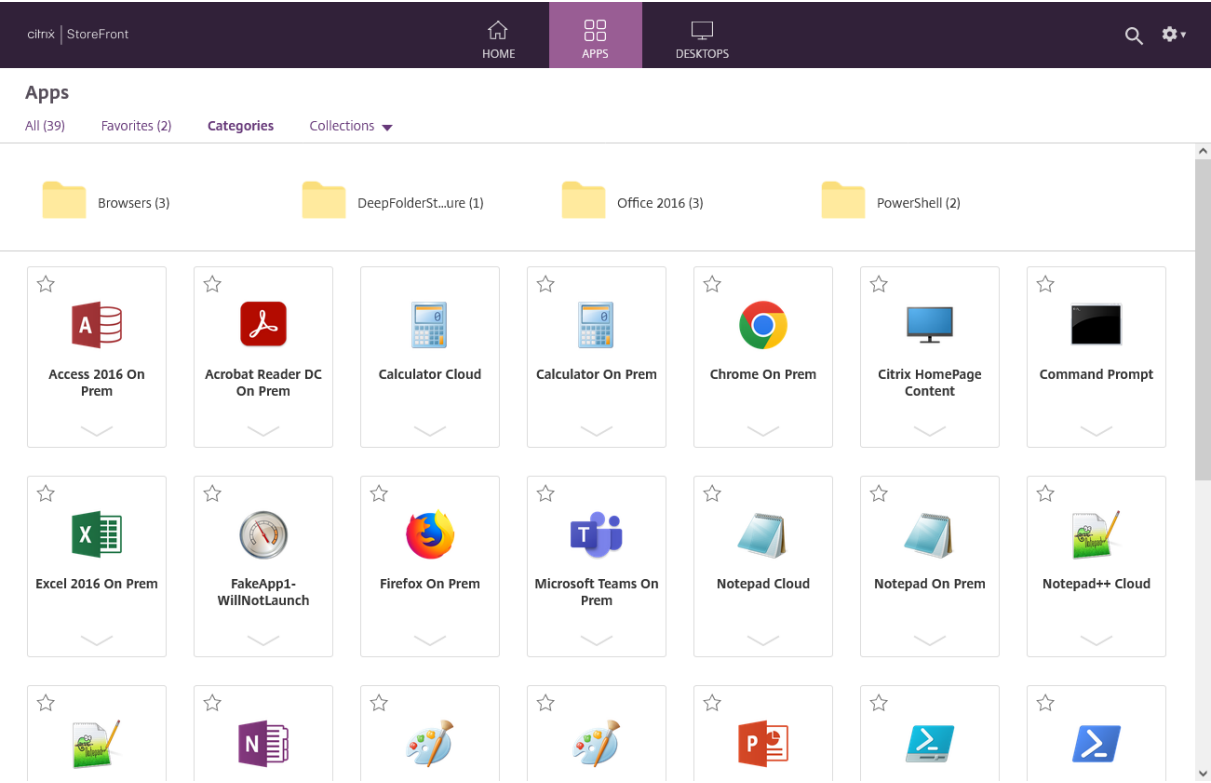 citrix | StoreFront
HOME
APPS
DESKTOPS
Apps
All (39) Favorites (2) Categories Collections
Browsers (3) DeepFolderSt...ure (1) Office 2016 (3) PowerShell (2)
Access 2016 On
Prem
Acrobat Reader DC
On Prem
Calculator Cloud
Calculator On Prem
Chrome On Prem
Citrix HomePage
Content
Command Prompt
Excel 2016 On Prem
FakeApp1-
WillNotLaunch
Firefox On Prem
Microsoft Teams On
Prem
Notepad Cloud
Notepad On Prem
Notepad++ Cloud